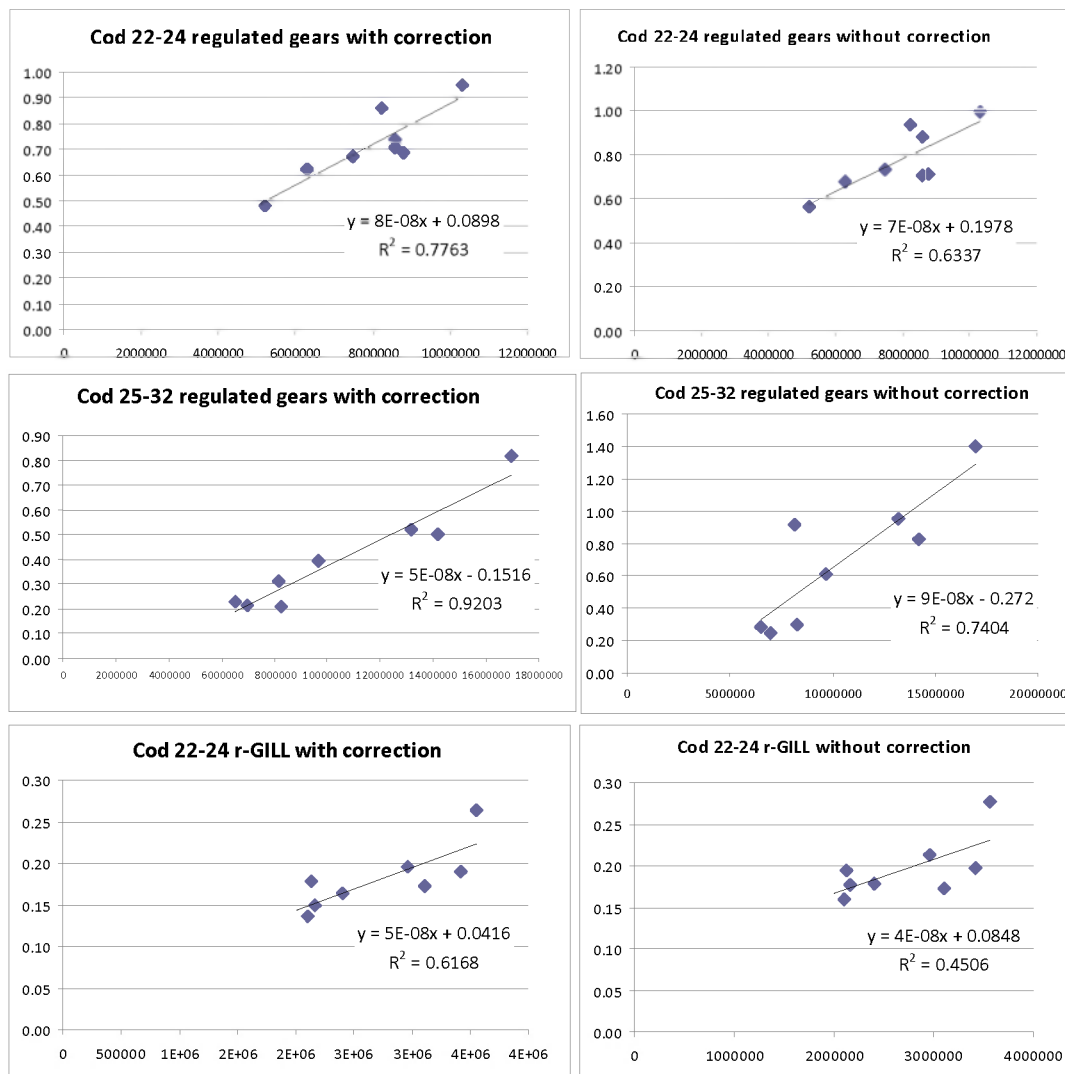 Cod 22-24 regulated gears with correction
1.00
0.90
0.80
0.70
0.60
0.50
0.40
0.30
0.20
0.10
0.00
y = 8E-08x + 0.0898
R² = 0.7763
0 2000000 4000000 6000000 8000000 10000000 12000000
Cod 22-24 regulated gears without correction
1.20
1.00
0.80
0.60
0.40
0.20
0.00
y = 7E-08x + 0.1978
R² = 0.6337
0 2000000 4000000 6000000 8000000 10000000 12000000
Cod 25-32 regulated gears with correction
0.90
0.80
0.70
0.60
0.50
0.40
0.30
0.20
0.10
0.00
y = 5E-08x - 0.1516
R² = 0.9203
0 2000000 4000000 6000000 8000000 10000000 12000000 14000000 16000000 18000000
Cod 25-32 regulated gears without correction
1.60
1.40
1.20
1.00
0.80
0.60
0.40
0.20
0.00
y = 9E-08x - 0.272
R² = 0.7404
0 5000000 10000000 15000000 20000000
Cod 22-24 r-GILL with correction
0.30
0.25
0.20
0.15
0.10
0.05
0.00
y = 5E-08x + 0.0416
R² = 0.6168
0 500000 1E+06 2E+06 2E+06 3E+06 3E+06 4E+06 4E+06
Cod 22-24 r-GILL without correction
0.30
0.25
0.20
0.15
0.10
0.05
0.00
y = 4E-08x + 0.0848
R² = 0.4506
0 1000000 2000000 3000000 4000000